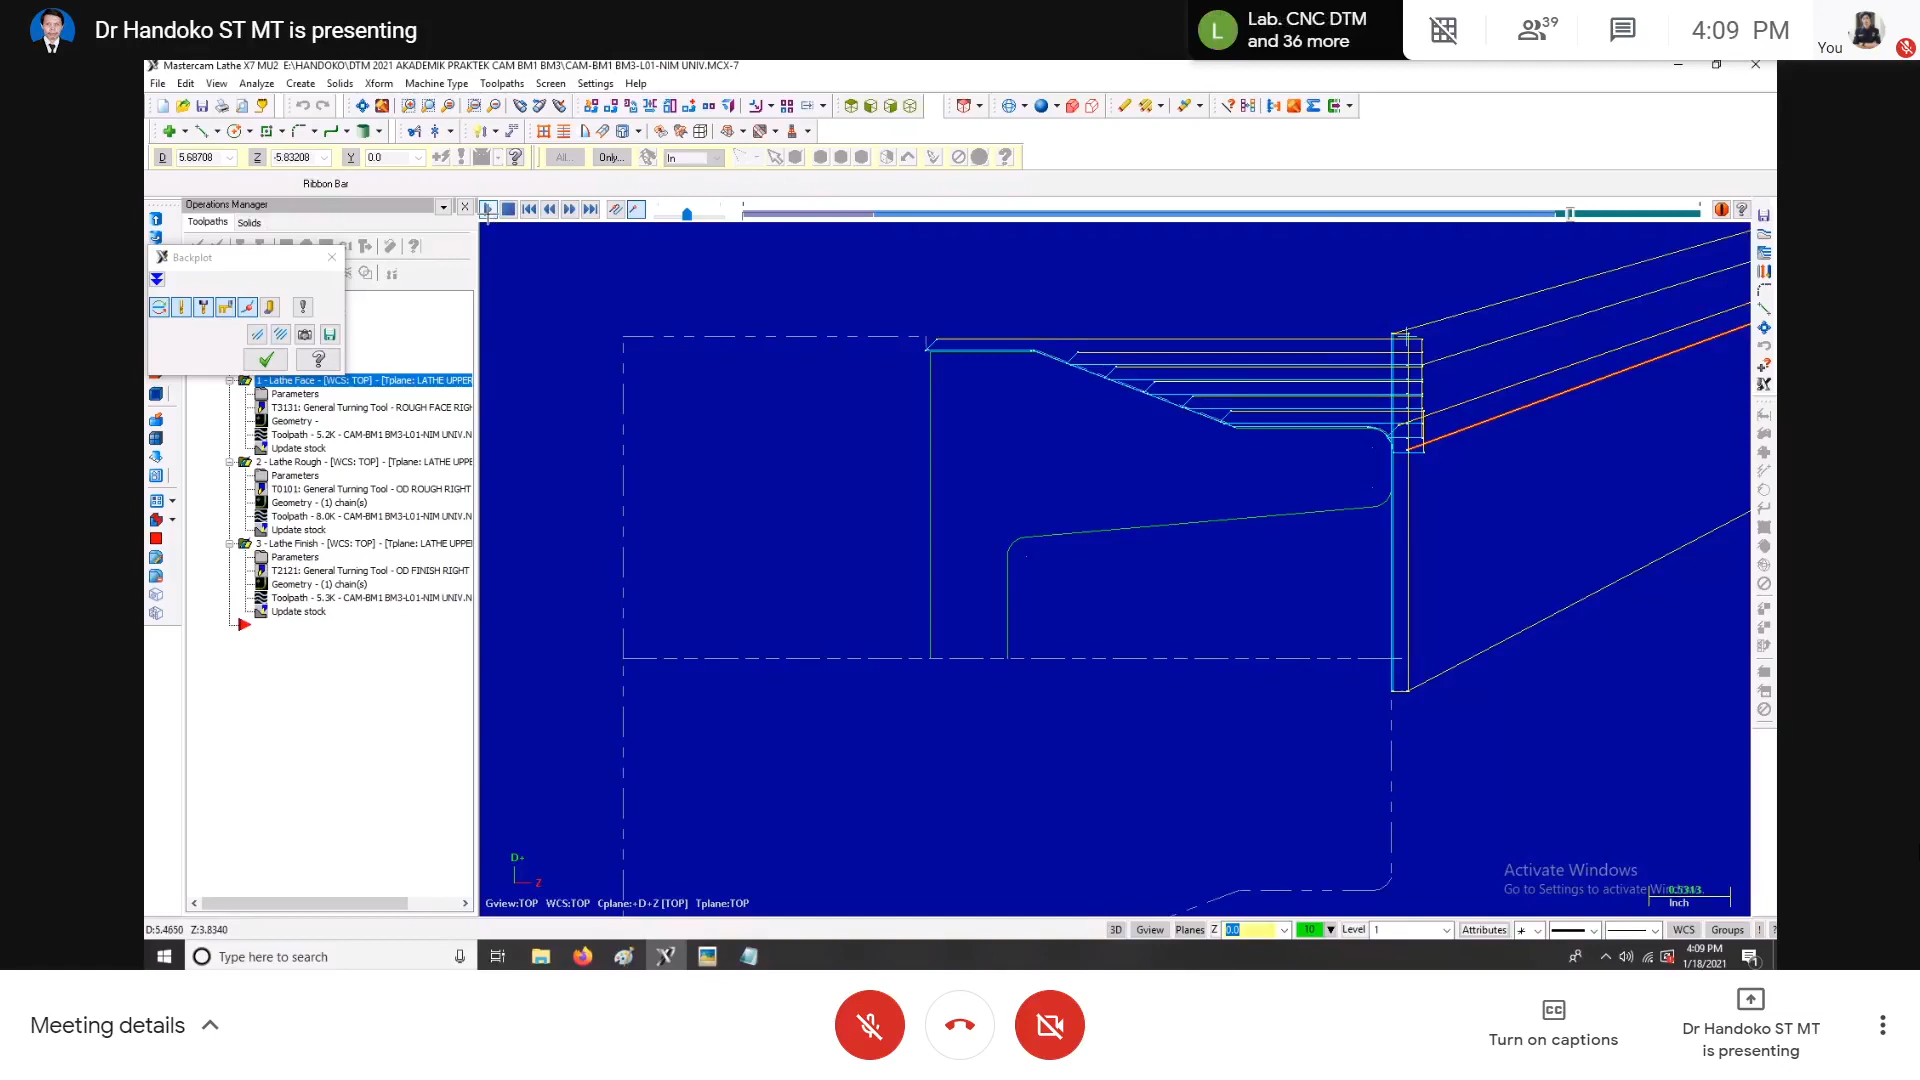 Dr Handoko ST MT is presenting
L
Lab. CNC DTM
and 36 more
39
4:09 PM
You
Mastercam Lathe X7 MU2 E:\HANDOKO\DTM 2021 AKADEMIK PRAKTEK CAM BM1 BM3\CAM-BM1 BM3-L01-NIM UNIV.MCX-7
File Edit View Analyze Create Solids Xform Machine Type Toolpaths Screen Settings Help
D 5.68708 Z -5.83208 Y 0.0 All... Only... In
Ribbon Bar
Operations Manager
Toolpaths Solids
Backplot
1 - Lathe Face - [WCS: TOP] - [Tplane: LATHE UPPER
Parameters
T3131: General Turning Tool - ROUGH FACE RIGH
Geometry -
Toolpath - 5.2K - CAM-BM1 BM3-L01-NIM UNIV.N
Update stock
2 - Lathe Rough - [WCS: TOP] - [Tplane: LATHE UPPE
Parameters
T0101: General Turning Tool - OD ROUGH RIGHT
Geometry - (1) chain(s)
Toolpath - 8.0K - CAM-BM1 BM3-L01-NIM UNIV.N
Update stock
3 - Lathe Finish - [WCS: TOP] - [Tplane: LATHE UPPE
Parameters
T2121: General Turning Tool - OD FINISH RIGHT
Geometry - (1) chain(s)
Toolpath - 5.3K - CAM-BM1 BM3-L01-NIM UNIV.N
Update stock
D+
Z
Activate Windows
Go to Settings to activate Windows.
0.5313
Inch
Gview:TOP WCS:TOP Cplane:+D+Z [TOP] Tplane:TOP
D:5.4650 Z:3.8340
3D Gview Planes Z 0.0 10 Level 1 Attributes WCS Groups ! ?
Type here to search
4:09 PM
1/18/2021
Meeting details
Turn on captions
Dr Handoko ST MT
is presenting